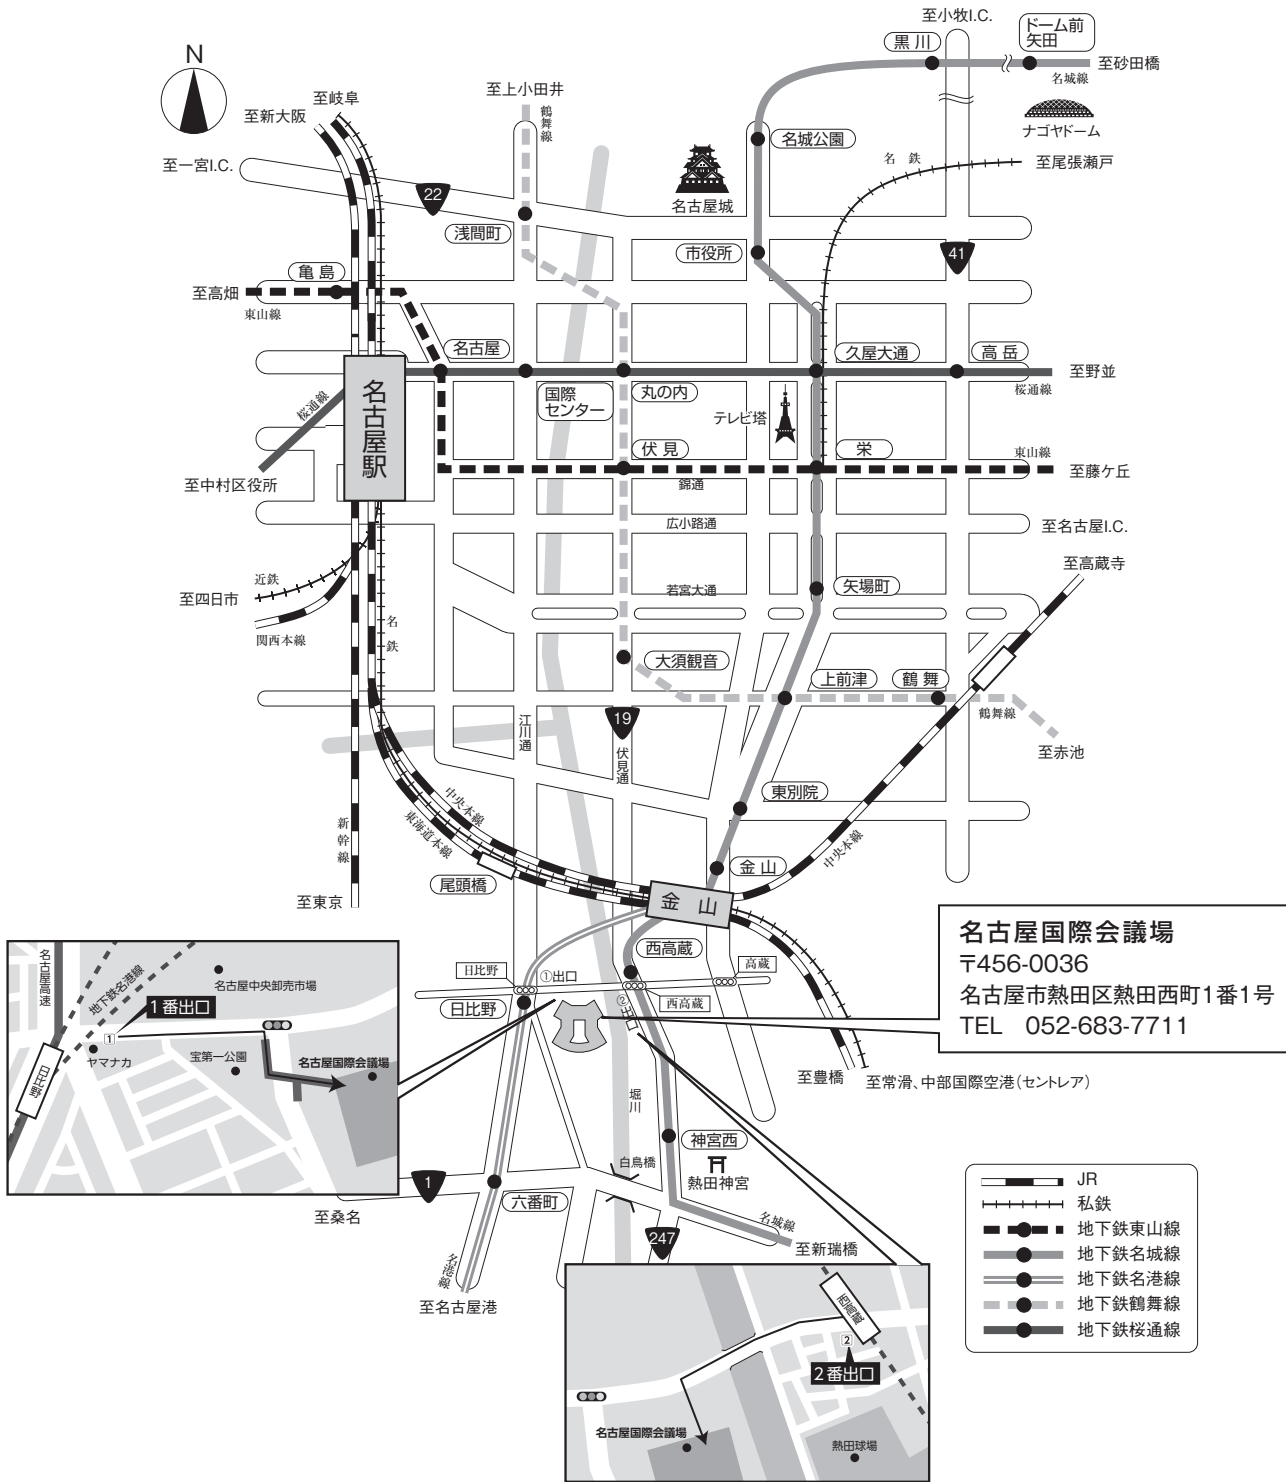 至小牧I.C.
ドーム前
矢田
黒川
至砂田橋
名城線
N
至岐阜
至新大阪
至上小田井
鶴舞線
ナゴヤドーム
名城公園
至一宮I.C.
名鉄
至尾張瀬戸
22
名古屋城
浅間町
市役所
41
亀島
至高畑
東山線
名古屋
久屋大通
高岳
至野並
桜通線
国際
センター
丸の内
名古屋駅
桜通線
テレビ塔
伏見
栄
東山線
至藤ケ丘
至中村区役所
錦通
広小路通
至名古屋I.C.
至高蔵寺
近鉄
至四日市
若宮大通
矢場町
関西本線
名鉄
大須観音
上前津
鶴舞
鶴舞線
至赤池
江川通
19
伏見通
東別院
中央本線
東海道本線
新幹線
中央本線
金山
尾頭橋
至東京
金山
西高蔵
日比野
①出口
高蔵
西高蔵
日比野
②出口
名古屋国際会議場
〒456-0036
名古屋市熱田区熱田西町1番1号
TEL 052-683-7711
名古屋高速
地下鉄名港線
名古屋中央卸売市場
1番出口
1
ヤマナカ
宝第一公園
名古屋国際会議場
日比野
至豊橋
至常滑、中部国際空港(セントレア)
堀川
神宮西
白鳥橋
熱田神宮
1
至桑名
六番町
名城線
至新瑞橋
247
名港線
至名古屋港
JR
私鉄
地下鉄東山線
地下鉄名城線
地下鉄名港線
地下鉄鶴舞線
地下鉄桜通線
西高蔵
2
2番出口
名古屋国際会議場
熱田球場